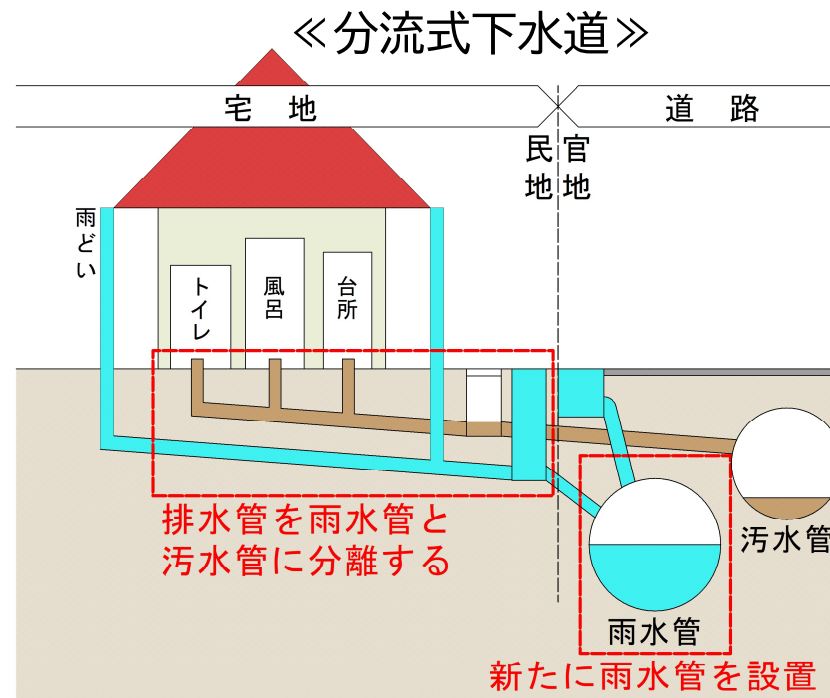 ≪分流式下水道≫
宅 地
道 路
民地
官地
雨どい
トイレ
風呂
台所
排水管を雨水管と
汚水管に分離する
汚水管
雨水管
新たに雨水管を設置